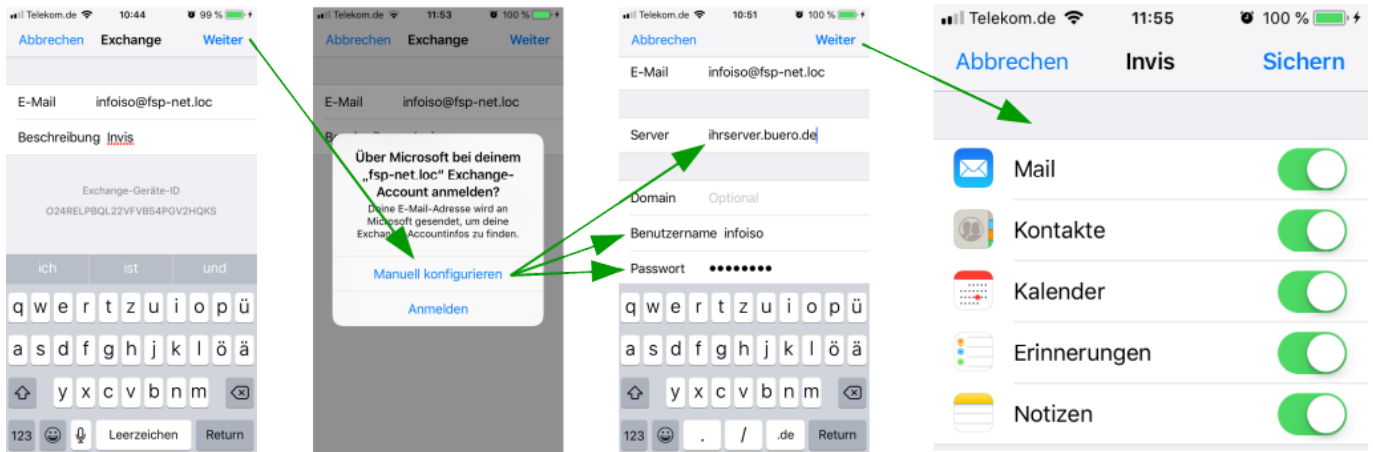 Telekom.de 10:44 99 %
Abbrechen Exchange Weiter
E-Mail infoiso@fsp-net.loc
Beschreibung Invis
Exchange-Geräte-ID
O24RELPBQL22VFVB54PGV2HQKS
ich ist und
q w e r t z u i o p ü
a s d f g h j k l ö ä
y x c v b n m
123 Leerzeichen Return
Telekom.de 11:53 100 %
Abbrechen Exchange Weiter
E-Mail infoiso@fsp-net.loc
Über Microsoft bei deinem
„fsp-net.loc“ Exchange-
Account anmelden?
Deine E-Mail-Adresse wird an
Microsoft gesendet, um deine
Exchange-Accountinfos zu finden.
Manuell konfigurieren
Anmelden
Telekom.de 10:51 100 %
Abbrechen Weiter
E-Mail infoiso@fsp-net.loc
Server ihrserver.buero.de
Domain Optional
Benutzername infoiso
Passwort ●●●●●●●●
q w e r t z u i o p ü
a s d f g h j k l ö ä
y x c v b n m
123 . / .de Return
Telekom.de 11:55 100 %
Abbrechen Invis Sichern
Mail
Kontakte
Kalender
Erinnerungen
Notizen